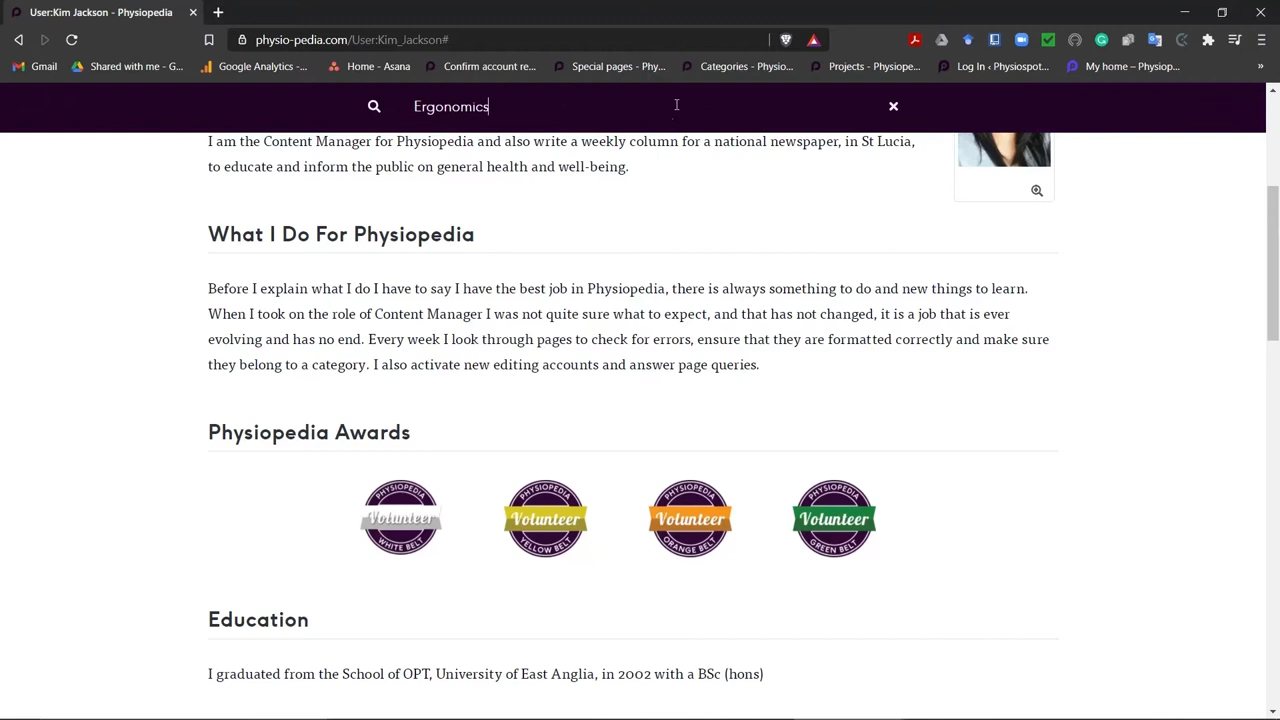 User:Kim Jackson - Physiopedia
physio-pedia.com/User:Kim_Jackson#
Gmail
Shared with me - G...
Google Analytics -...
Home - Asana
Confirm account re...
Special pages - Phy...
Categories - Physio...
Projects - Physiope...
Log In ‹ Physiospot...
My home – Physiop...
»
Ergonomics
I am the Content Manager for Physiopedia and also write a weekly column for a national newspaper, in St Lucia,
to educate and inform the public on general health and well-being.
What I Do For Physiopedia
Before I explain what I do I have to say I have the best job in Physiopedia, there is always something to do and new things to learn.
When I took on the role of Content Manager I was not quite sure what to expect, and that has not changed, it is a job that is ever
evolving and has no end. Every week I look through pages to check for errors, ensure that they are formatted correctly and make sure
they belong to a category. I also activate new editing accounts and answer page queries.
Physiopedia Awards
PHYSIOPEDIA
Volunteer
WHITE BELT
PHYSIOPEDIA
Volunteer
YELLOW BELT
PHYSIOPEDIA
Volunteer
ORANGE BELT
PHYSIOPEDIA
Volunteer
GREEN BELT
Education
I graduated from the School of OPT, University of East Anglia, in 2002 with a BSc (hons)